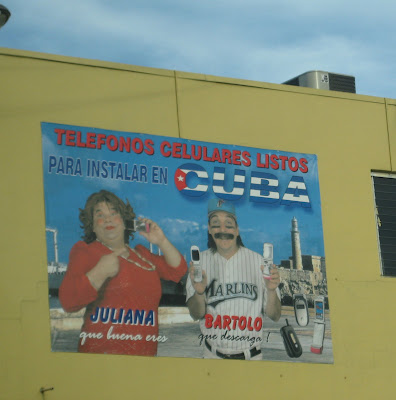 TELEFONOS CELULARES LISTOS
PARA INSTALAR EN CUBA
MARLINS
JULIANA
que buena eres
BARTOLO
que descarga!